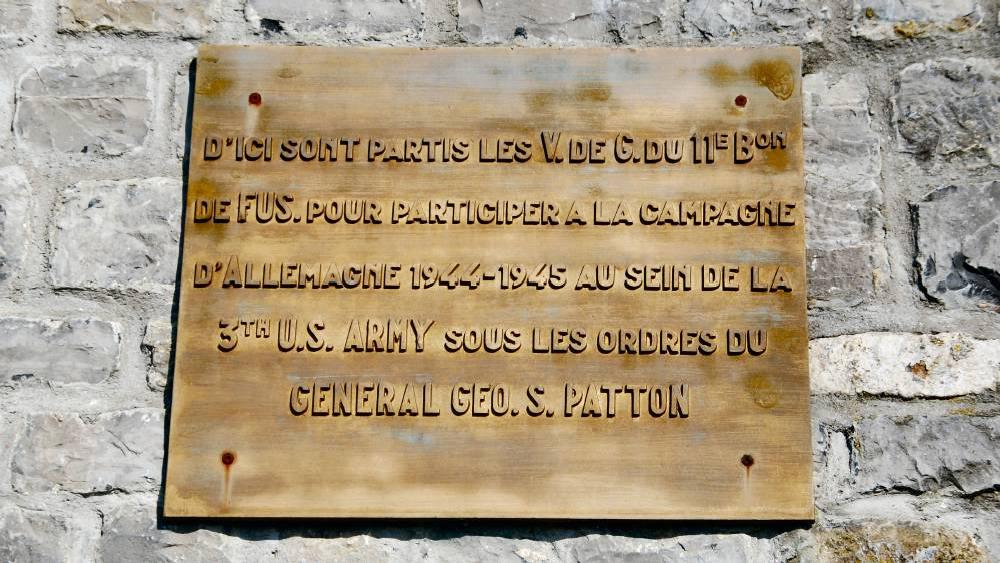 D'ICI SONT PARTIS LES V. DE G. DU 11E BON
DE FUS. POUR PARTICIPER A LA CAMPAGNE
D'ALLEMAGNE 1944-1945 AU SEIN DE LA
3TH U.S. ARMY SOUS LES ORDRES DU
GENERAL GEO. S. PATTON